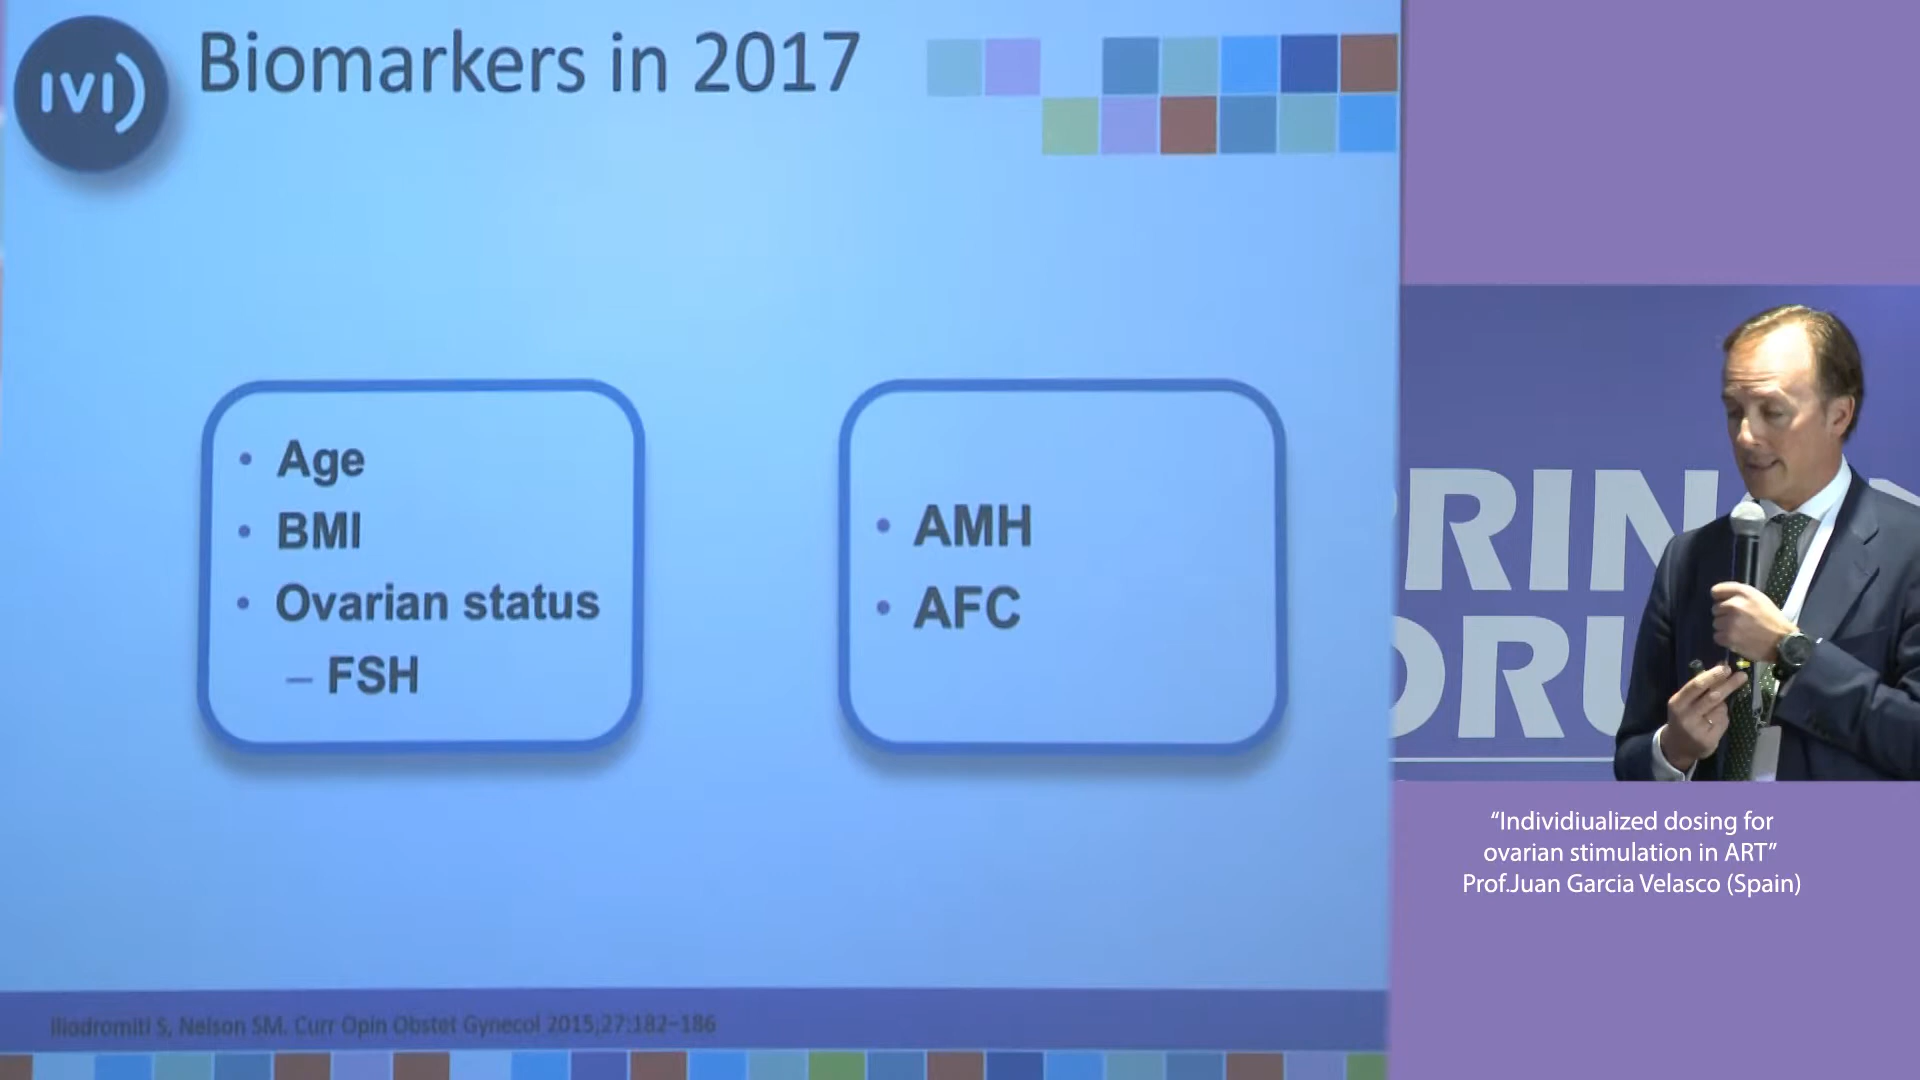 IVI
Biomarkers in 2017
• Age
• BMI
• Ovarian status
– FSH
• AMH
• AFC
Iliodromiti S, Nelson SM. Curr Opin Obstet Gynecol 2015;27:182–186
RIN
ORU
“Individiualized dosing for
ovarian stimulation in ART”
Prof.Juan Garcia Velasco (Spain)